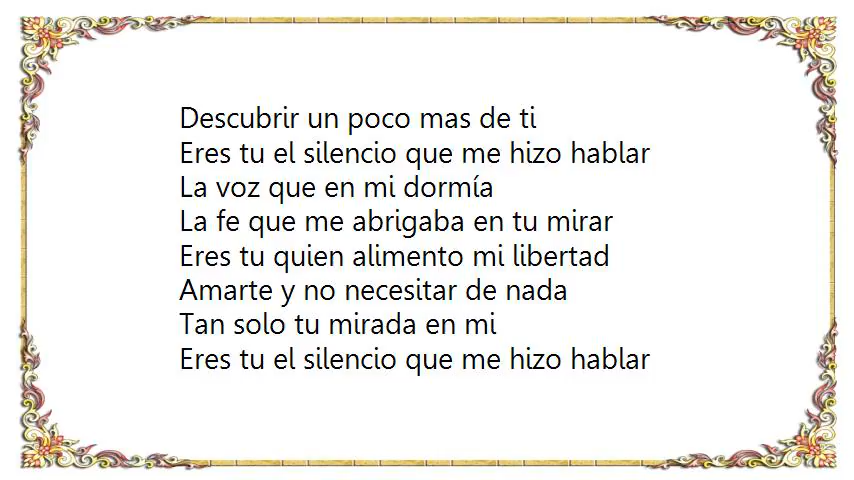 Descubrir un poco mas de ti
Eres tu el silencio que me hizo hablar
La voz que en mi dormía
La fe que me abrigaba en tu mirar
Eres tu quien alimento mi libertad
Amarte y no necesitar de nada
Tan solo tu mirada en mi
Eres tu el silencio que me hizo hablar